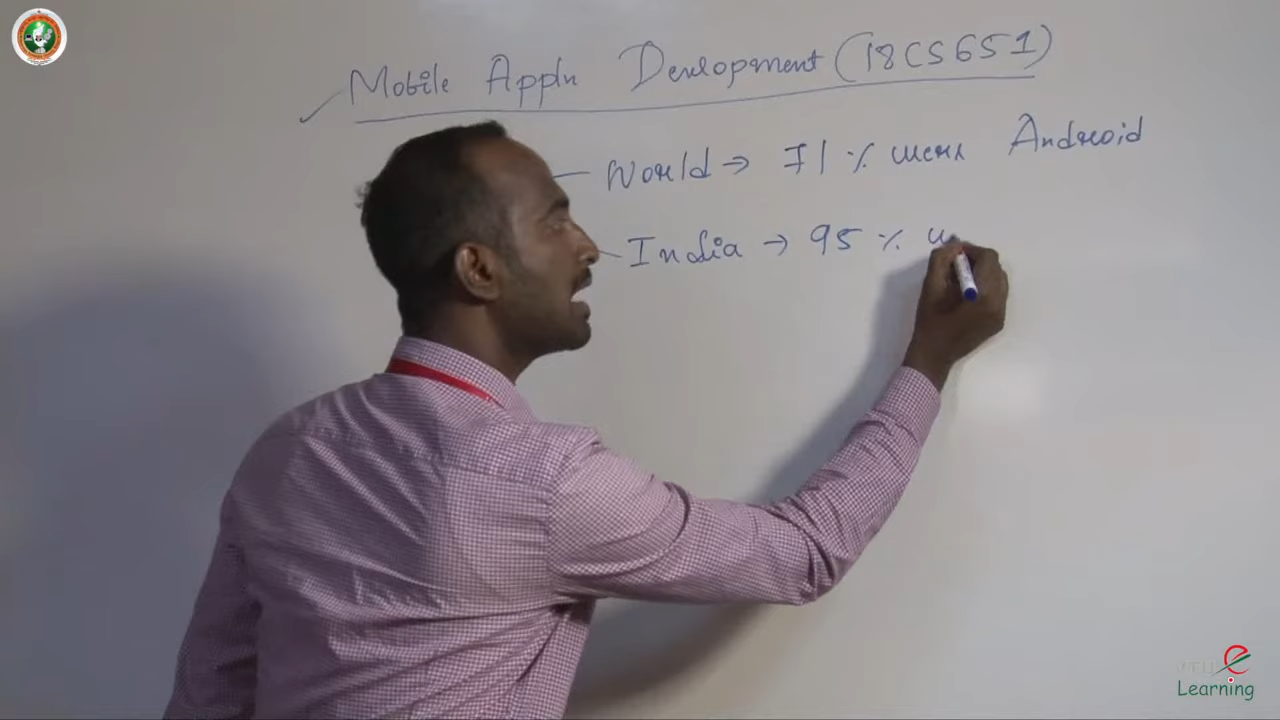 Mobile Appln Development (18CS651)
World → 71 % users Android
India → 95 % u
e
Learning